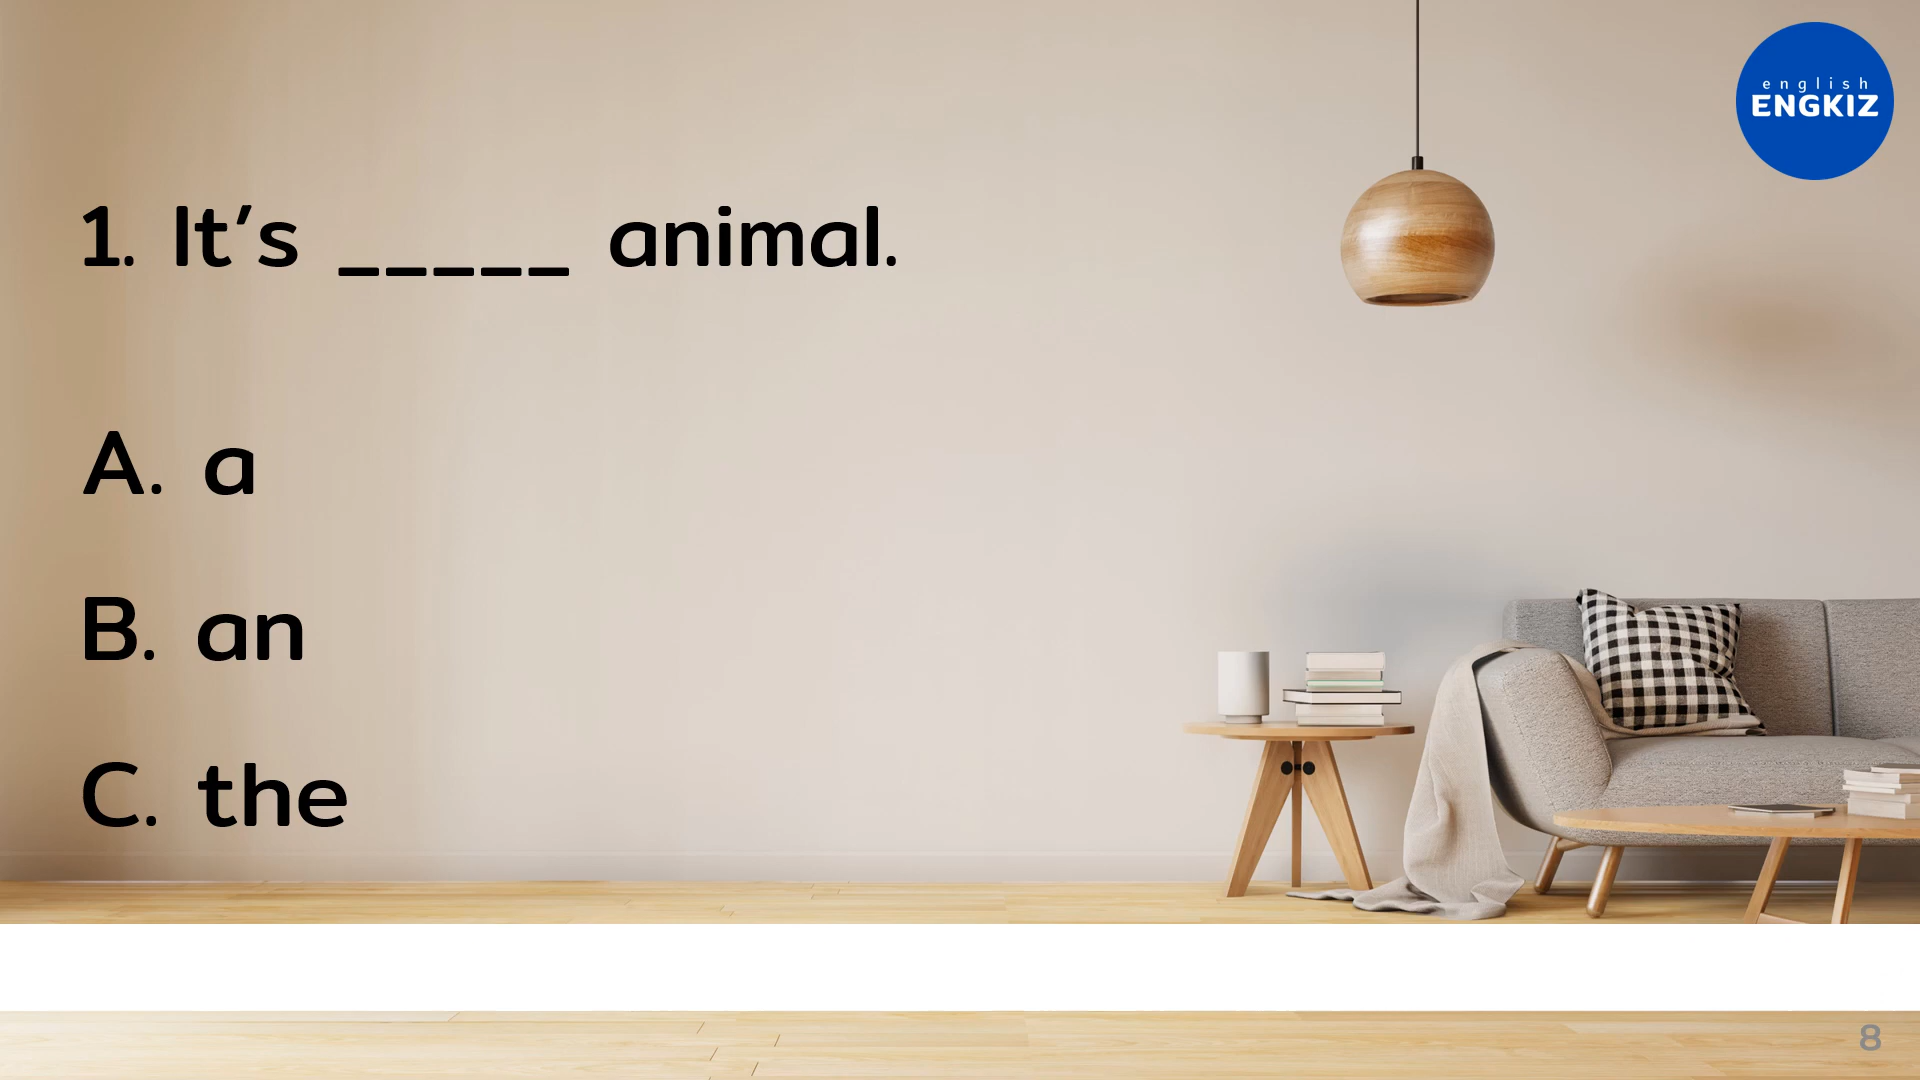 english
ENGKIZ
1. It’s _____ animal.
A. a
B. an
C. the
8